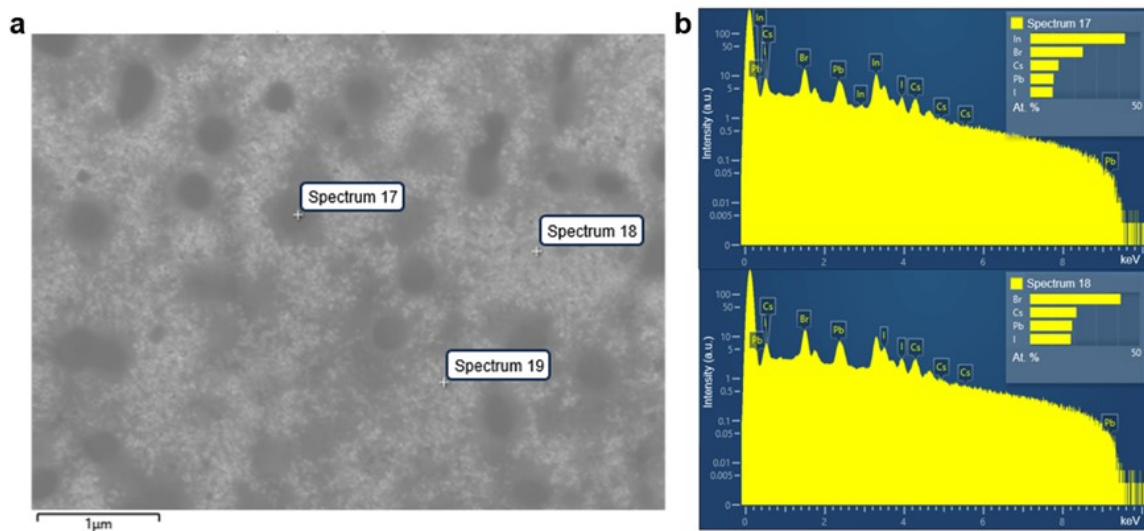 a
Spectrum 17
Spectrum 18
Spectrum 19
1μm
b
Spectrum 17
In
Br
Cs
Pb
I
At. %
50
In
Cs
I
Pb
Br
Pb
In
In
I
Cs
Cs
Cs
Pb
Intensity (a.u.)
100
50
10
5
1
0.5
0.1
0.05
0.01
0.005
0
0
2
4
6
8
keV
Spectrum 18
Br
Cs
Pb
I
At. %
50
Cs
I
Pb
Br
Pb
I
I
Cs
Cs
Cs
Pb
Intensity (a.u.)
100
50
10
5
1
0.5
0.1
0.05
0.01
0.005
0
0
2
4
6
8
keV